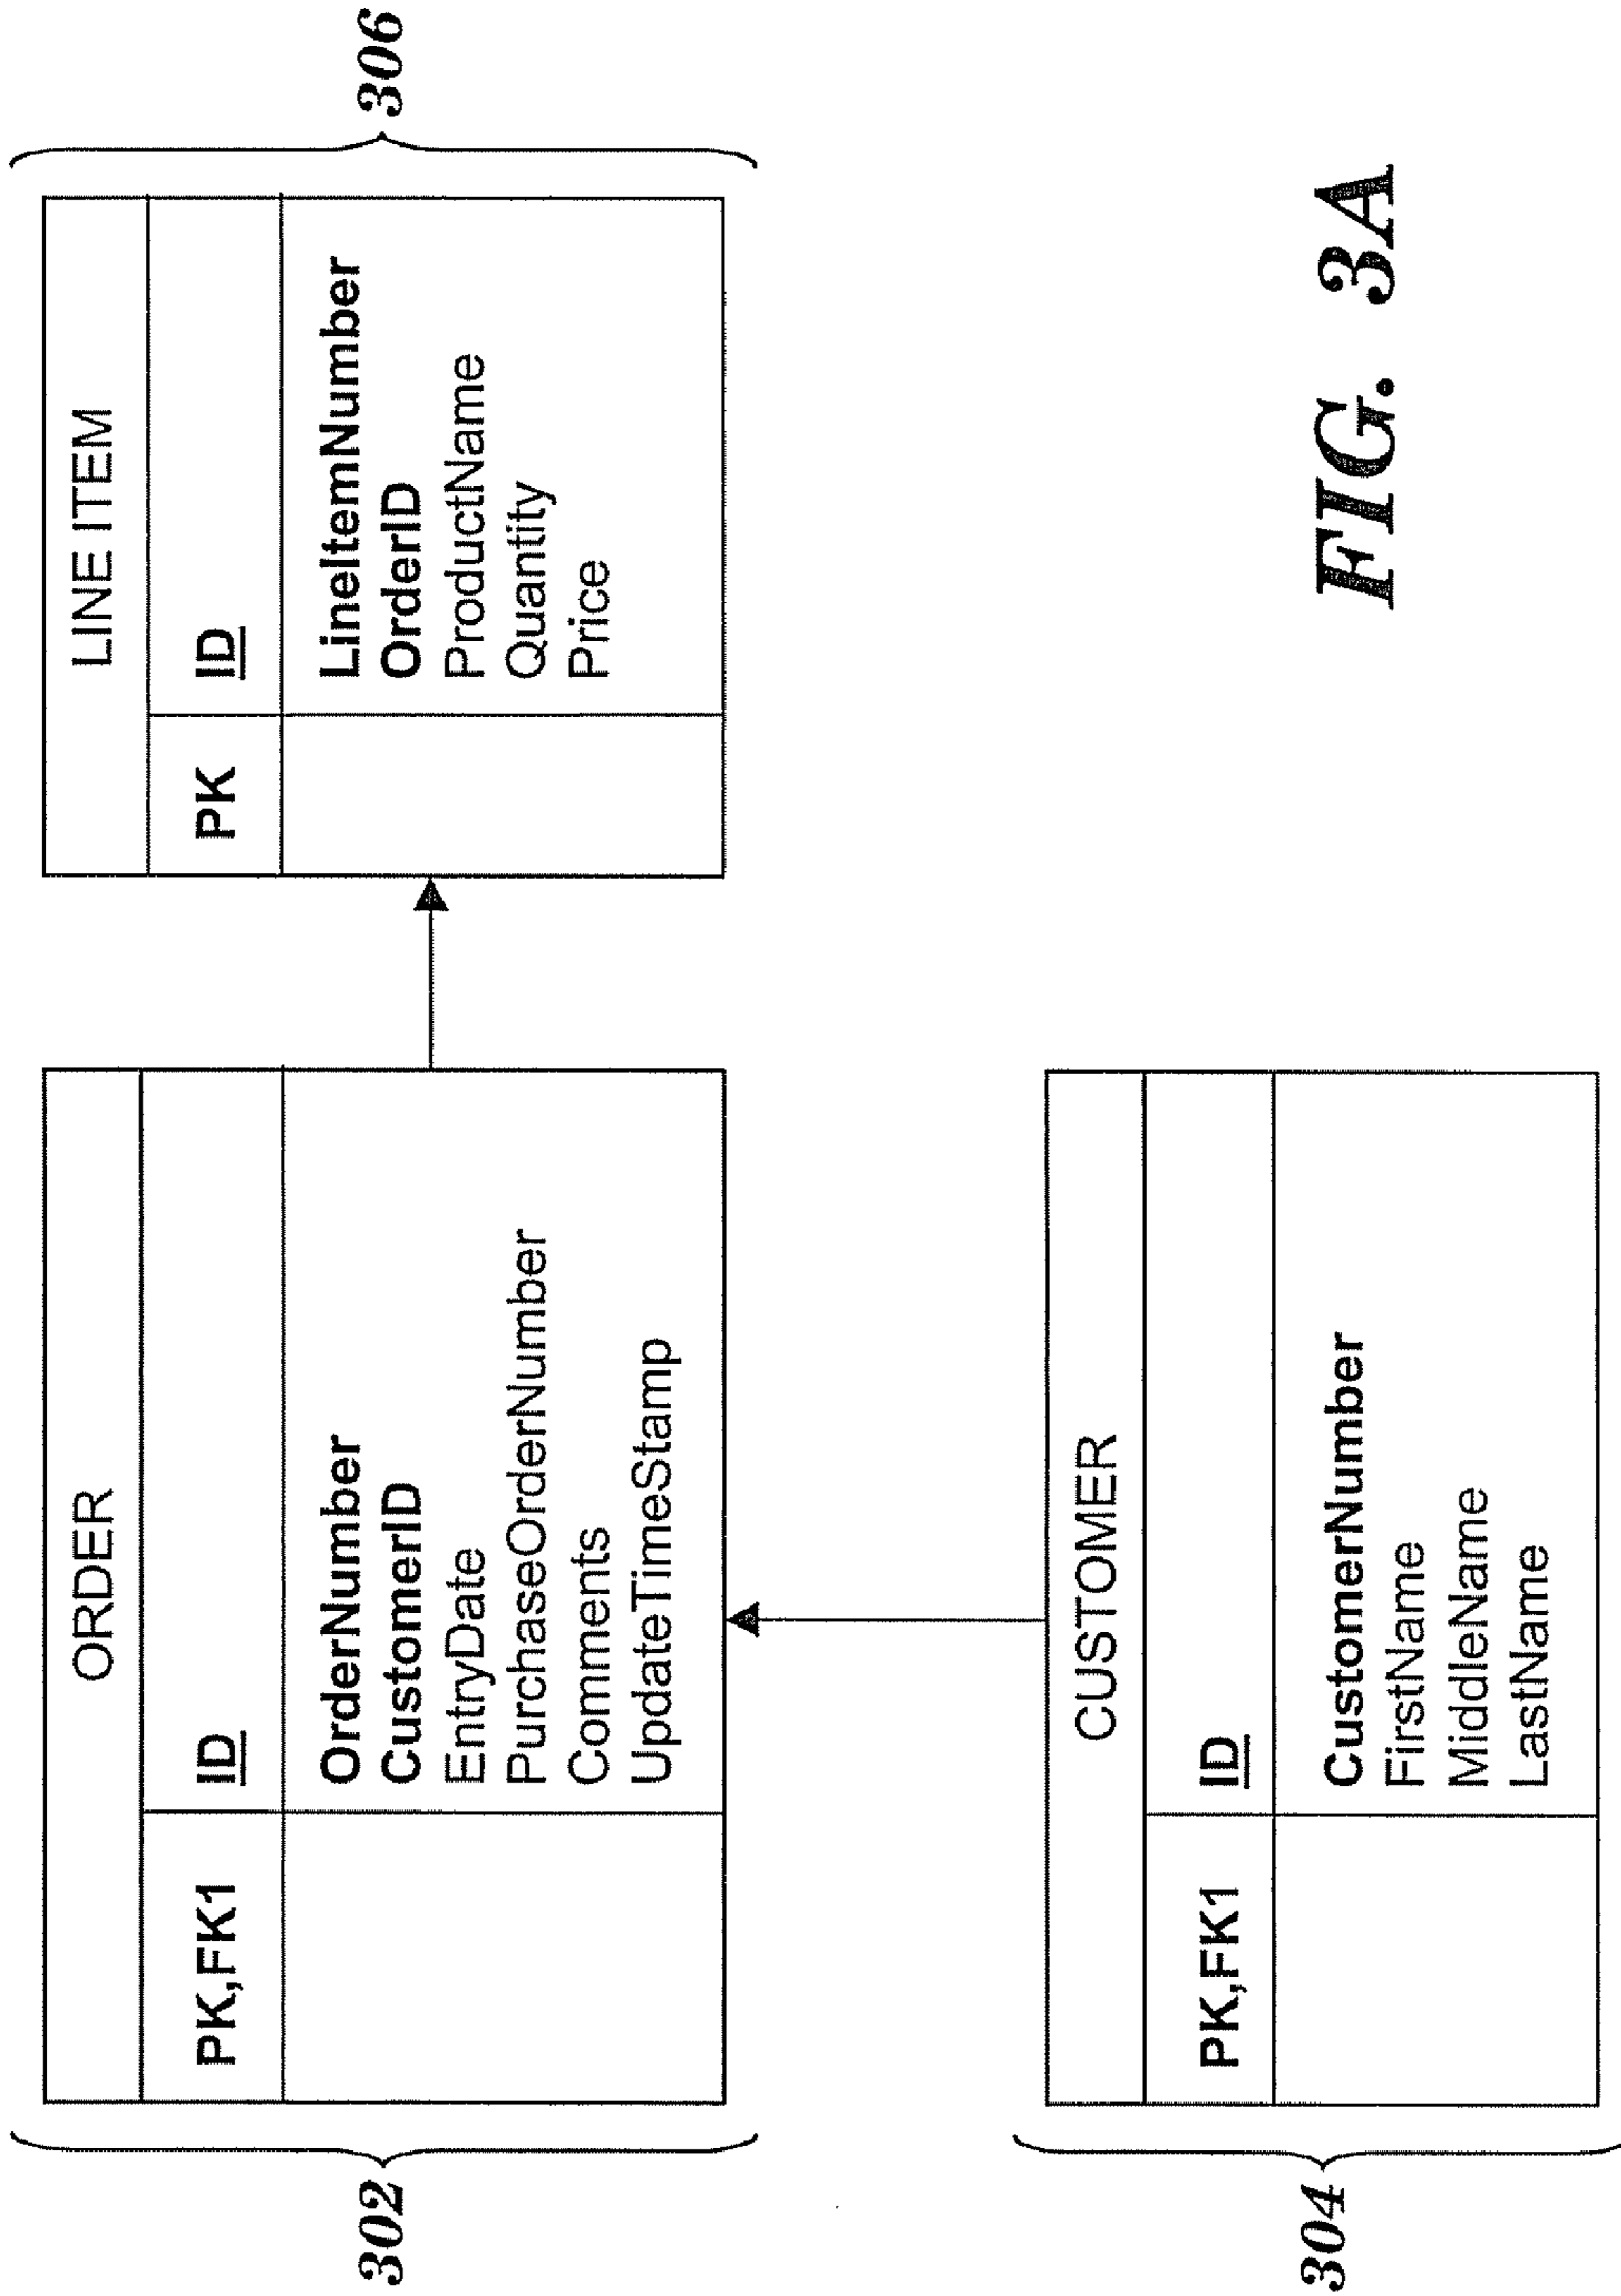 302
ORDER
PK,FK1 ID
OrderNumber
CustomerID
EntryDate
PurchaseOrderNumber
Comments
UpdateTimeStamp
LINE ITEM
PK ID
LineItemNumber
OrderID
ProductName
Quantity
Price
306
304
CUSTOMER
PK,FK1 ID
CustomerNumber
FirstName
MiddleName
LastName
FIG. 3A